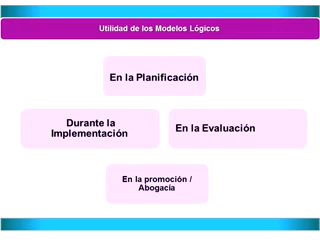 Utilidad de los Modelos Lógicos
En la Planificación
Durante la
Implementación
En la Evaluación
En la promoción /
Abogacía